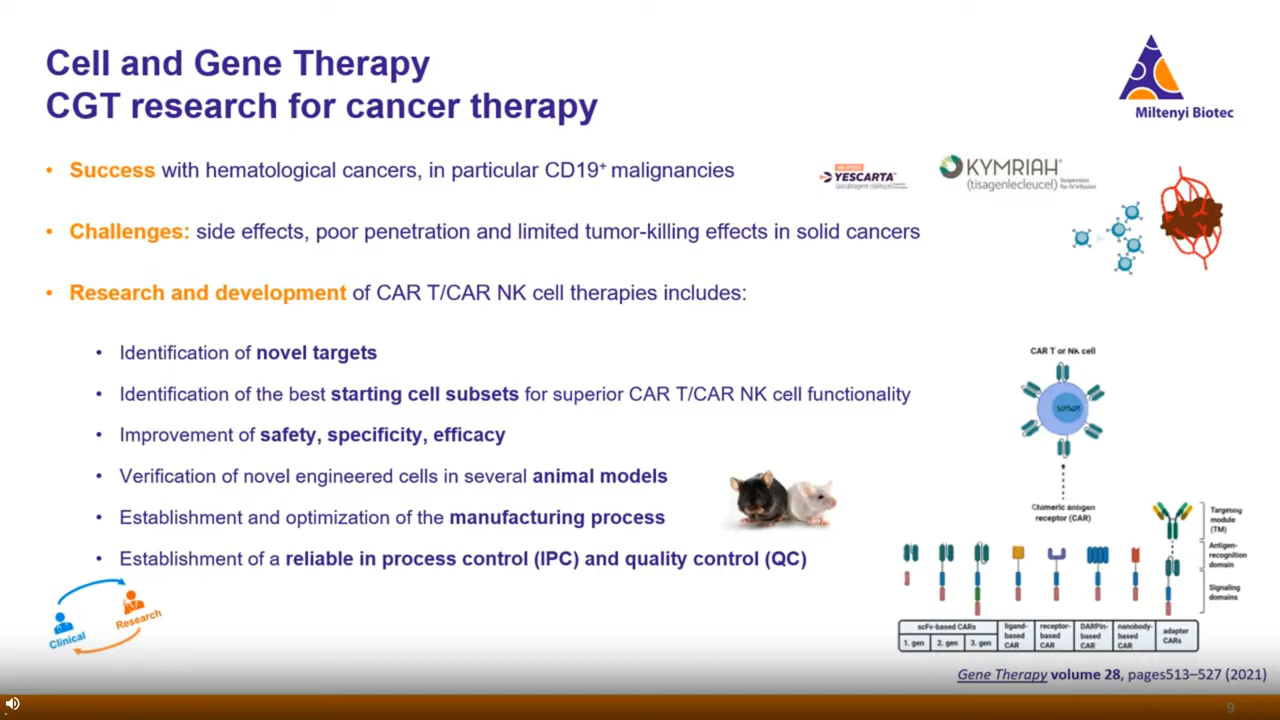 Cell and Gene Therapy
CGT research for cancer therapy
Miltenyi Biotec
• Success with hematological cancers, in particular CD19+ malignancies
YESCARTA
KYMRIAH®
(tisagenlecleucel) Suspension for IV infusion
• Challenges: side effects, poor penetration and limited tumor-killing effects in solid cancers
• Research and development of CAR T/CAR NK cell therapies includes:
• Identification of novel targets
• Identification of the best starting cell subsets for superior CAR T/CAR NK cell functionality
• Improvement of safety, specificity, efficacy
• Verification of novel engineered cells in several animal models
• Establishment and optimization of the manufacturing process
• Establishment of a reliable in process control (IPC) and quality control (QC)
Clinical
Research
CAR T or NK cell
Chimeric antigen
receptor (CAR)
Targeting
module
(TM)
Antigen-
recognition
domain
Signaling
domains
scFv-based CARs
1. gen
2. gen
3. gen
ligand-
based
CAR
receptor-
based
CAR
DARPin-
based
CAR
nanobody-
based
CAR
adapter
CARs
Gene Therapy volume 28, pages513–527 (2021)
9